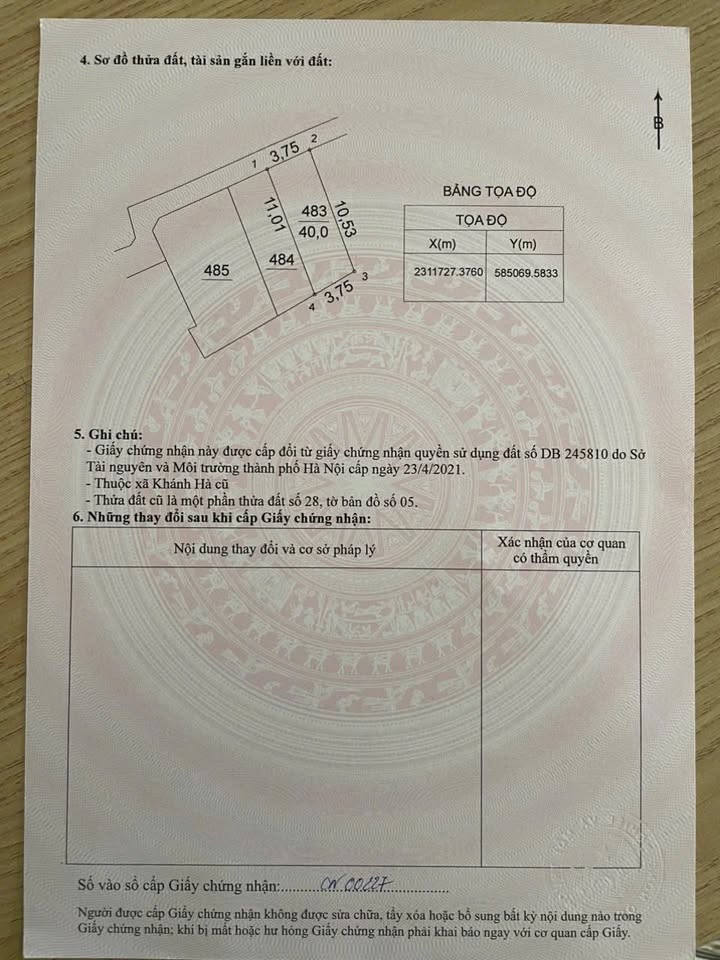 4. Sơ đồ thửa đất, tài sản gắn liền với đất:
B
1
3,75
2
11,01
483
40,0
10,53
485
484
3
3,75
4
BẢNG TỌA ĐỘ
TỌA ĐỘ
X(m) Y(m)
2311727.3760 585069.5833
5. Ghi chú:
- Giấy chứng nhận này được cấp đổi từ giấy chứng nhận quyền sử dụng đất số DB 245810 do Sở
Tài nguyên và Môi trường thành phố Hà Nội cấp ngày 23/4/2021.
- Thuộc xã Khánh Hà cũ
- Thửa đất cũ là một phần thửa đất số 28, tờ bản đồ số 05.
6. Những thay đổi sau khi cấp Giấy chứng nhận:
Nội dung thay đổi và cơ sở pháp lý
Xác nhận của cơ quan
có thẩm quyền
Số vào sổ cấp Giấy chứng nhận:..........CN 00227..............
Người được cấp Giấy chứng nhận không được sửa chữa, tẩy xóa hoặc bổ sung bất kỳ nội dung nào trong
Giấy chứng nhận; khi bị mất hoặc hư hỏng Giấy chứng nhận phải khai báo ngay với cơ quan cấp Giấy.